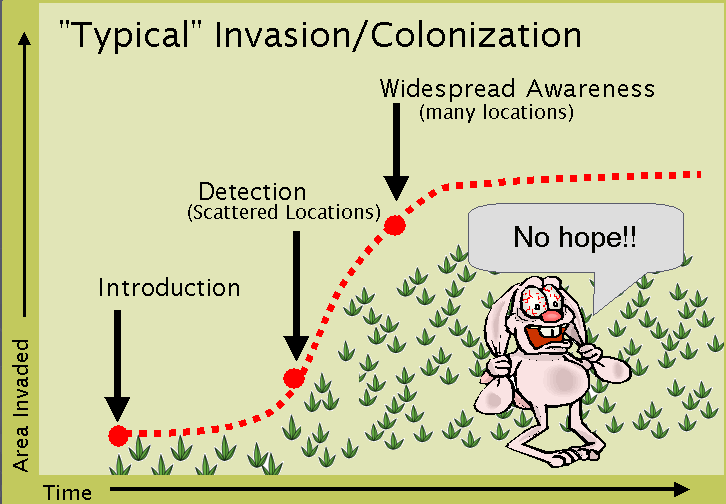 "Typical" Invasion/Colonization
Widespread Awareness
(many locations)
Detection
(Scattered Locations)
No hope!!
Introduction
Area Invaded
Time